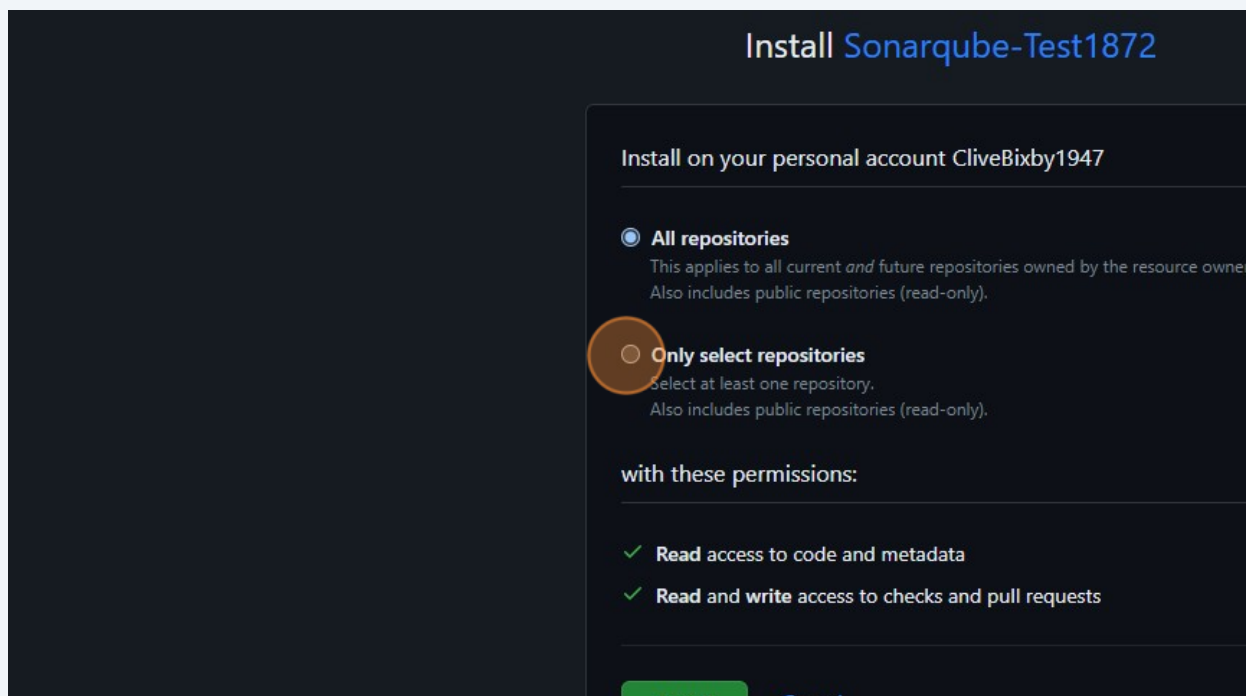 Install Sonarqube-Test1872
Install on your personal account CliveBixby1947
All repositories
This applies to all current and future repositories owned by the resource owner
Also includes public repositories (read-only).
Only select repositories
Select at least one repository.
Also includes public repositories (read-only).
with these permissions:
Read access to code and metadata
Read and write access to checks and pull requests